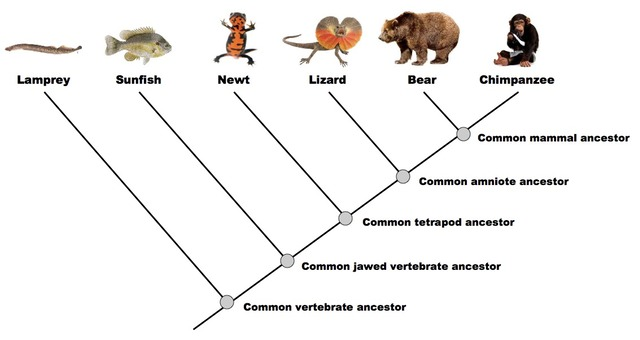 Lamprey Sunfish Newt Lizard Bear Chimpanzee
Common mammal ancestor
Common amniote ancestor
Common tetrapod ancestor
Common jawed vertebrate ancestor
Common vertebrate ancestor